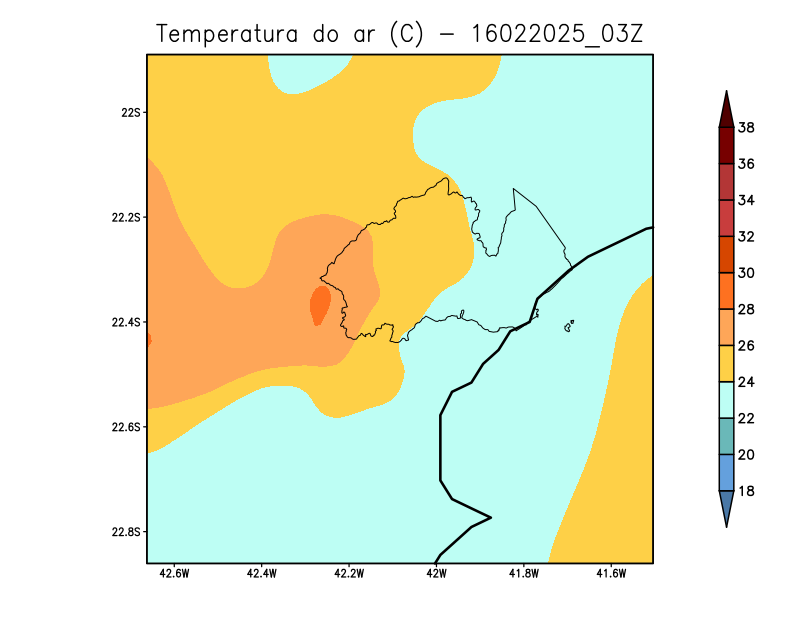 Temperatura do ar (C) - 16022025_03Z
22S
22.2S
22.4S
22.6S
22.8S
42.6W
42.4W
42.2W
42W
41.8W
41.6W
38
36
34
32
30
28
26
24
22
20
18